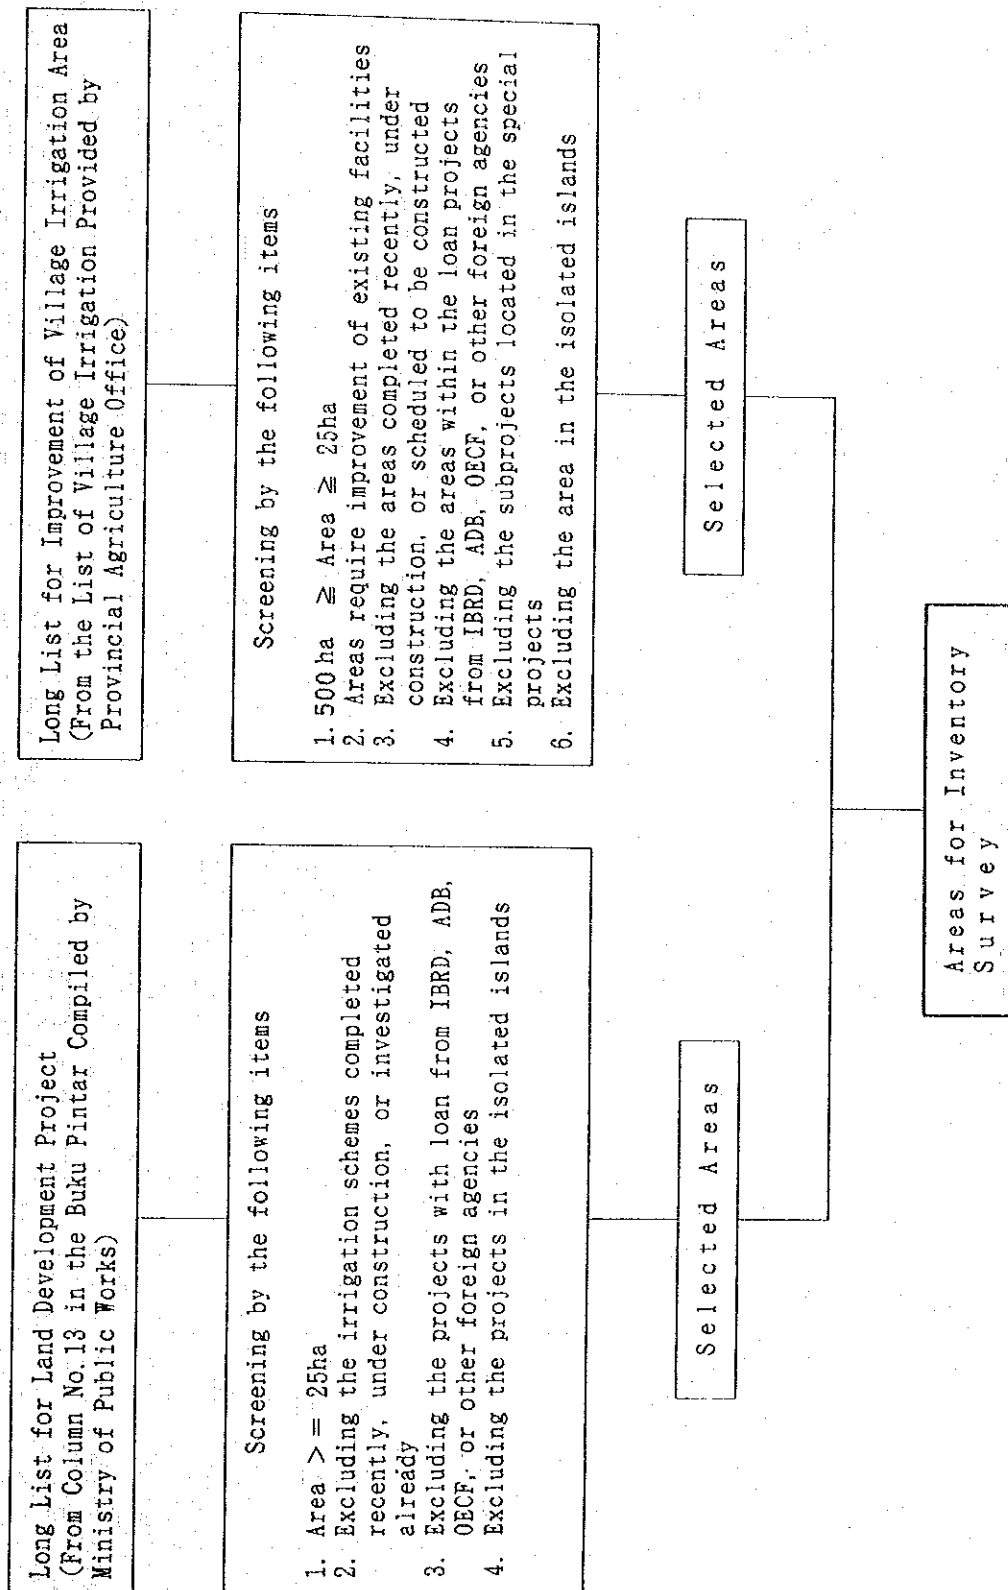 Long List for Land Development Project
(From Column No.13 in the Buku Pintar Compiled by
Ministry of Public Works)
Screening by the following items
1. Area >= 25ha
2. Excluding the irrigation schemes completed
recently, under construction, or investigated
already
3. Excluding the projects with loan from IBRD, ADB,
OECF, or other foreign agencies
4. Excluding the projects in the isolated islands
Selected Areas
Long List for Improvement of Village Irrigation Area
(From the List of Village Irrigation Provided by
Provincial Agriculture Office)
Screening by the following items
1. 500ha ≧ Area ≧ 25ha
2. Areas require improvement of existing facilities
3. Excluding the areas completed recently, under
construction, or scheduled to be constructed
4. Excluding the areas within the loan projects
from IBRD, ADB, OECF, or other foreign agencies
5. Excluding the subprojects located in the special
projects
6. Excluding the area in the isolated islands
Selected Areas
Areas for Inventory
Survey